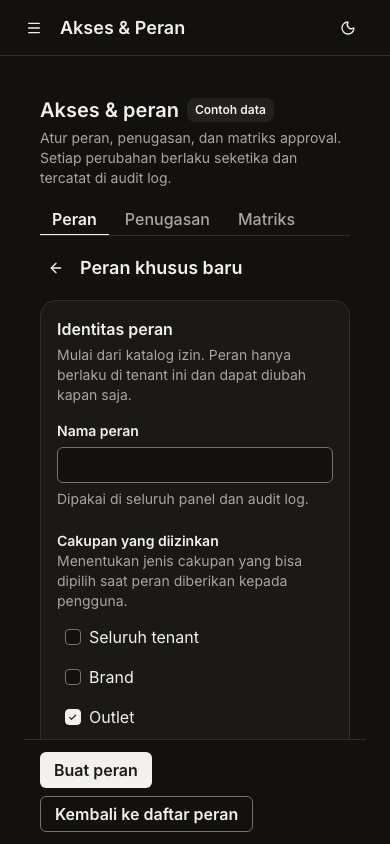 Akses & Peran
Akses & peran
Contoh data
Atur peran, penugasan, dan matriks approval.
Setiap perubahan berlaku seketika dan
tercatat di audit log.
Peran
Penugasan
Matriks
Peran khusus baru
Identitas peran
Mulai dari katalog izin. Peran hanya
berlaku di tenant ini dan dapat diubah
kapan saja.
Nama peran
Dipakai di seluruh panel dan audit log.
Cakupan yang diizinkan
Menentukan jenis cakupan yang bisa
dipilih saat peran diberikan kepada
pengguna.
Seluruh tenant
Brand
Outlet
Buat peran
Kembali ke daftar peran